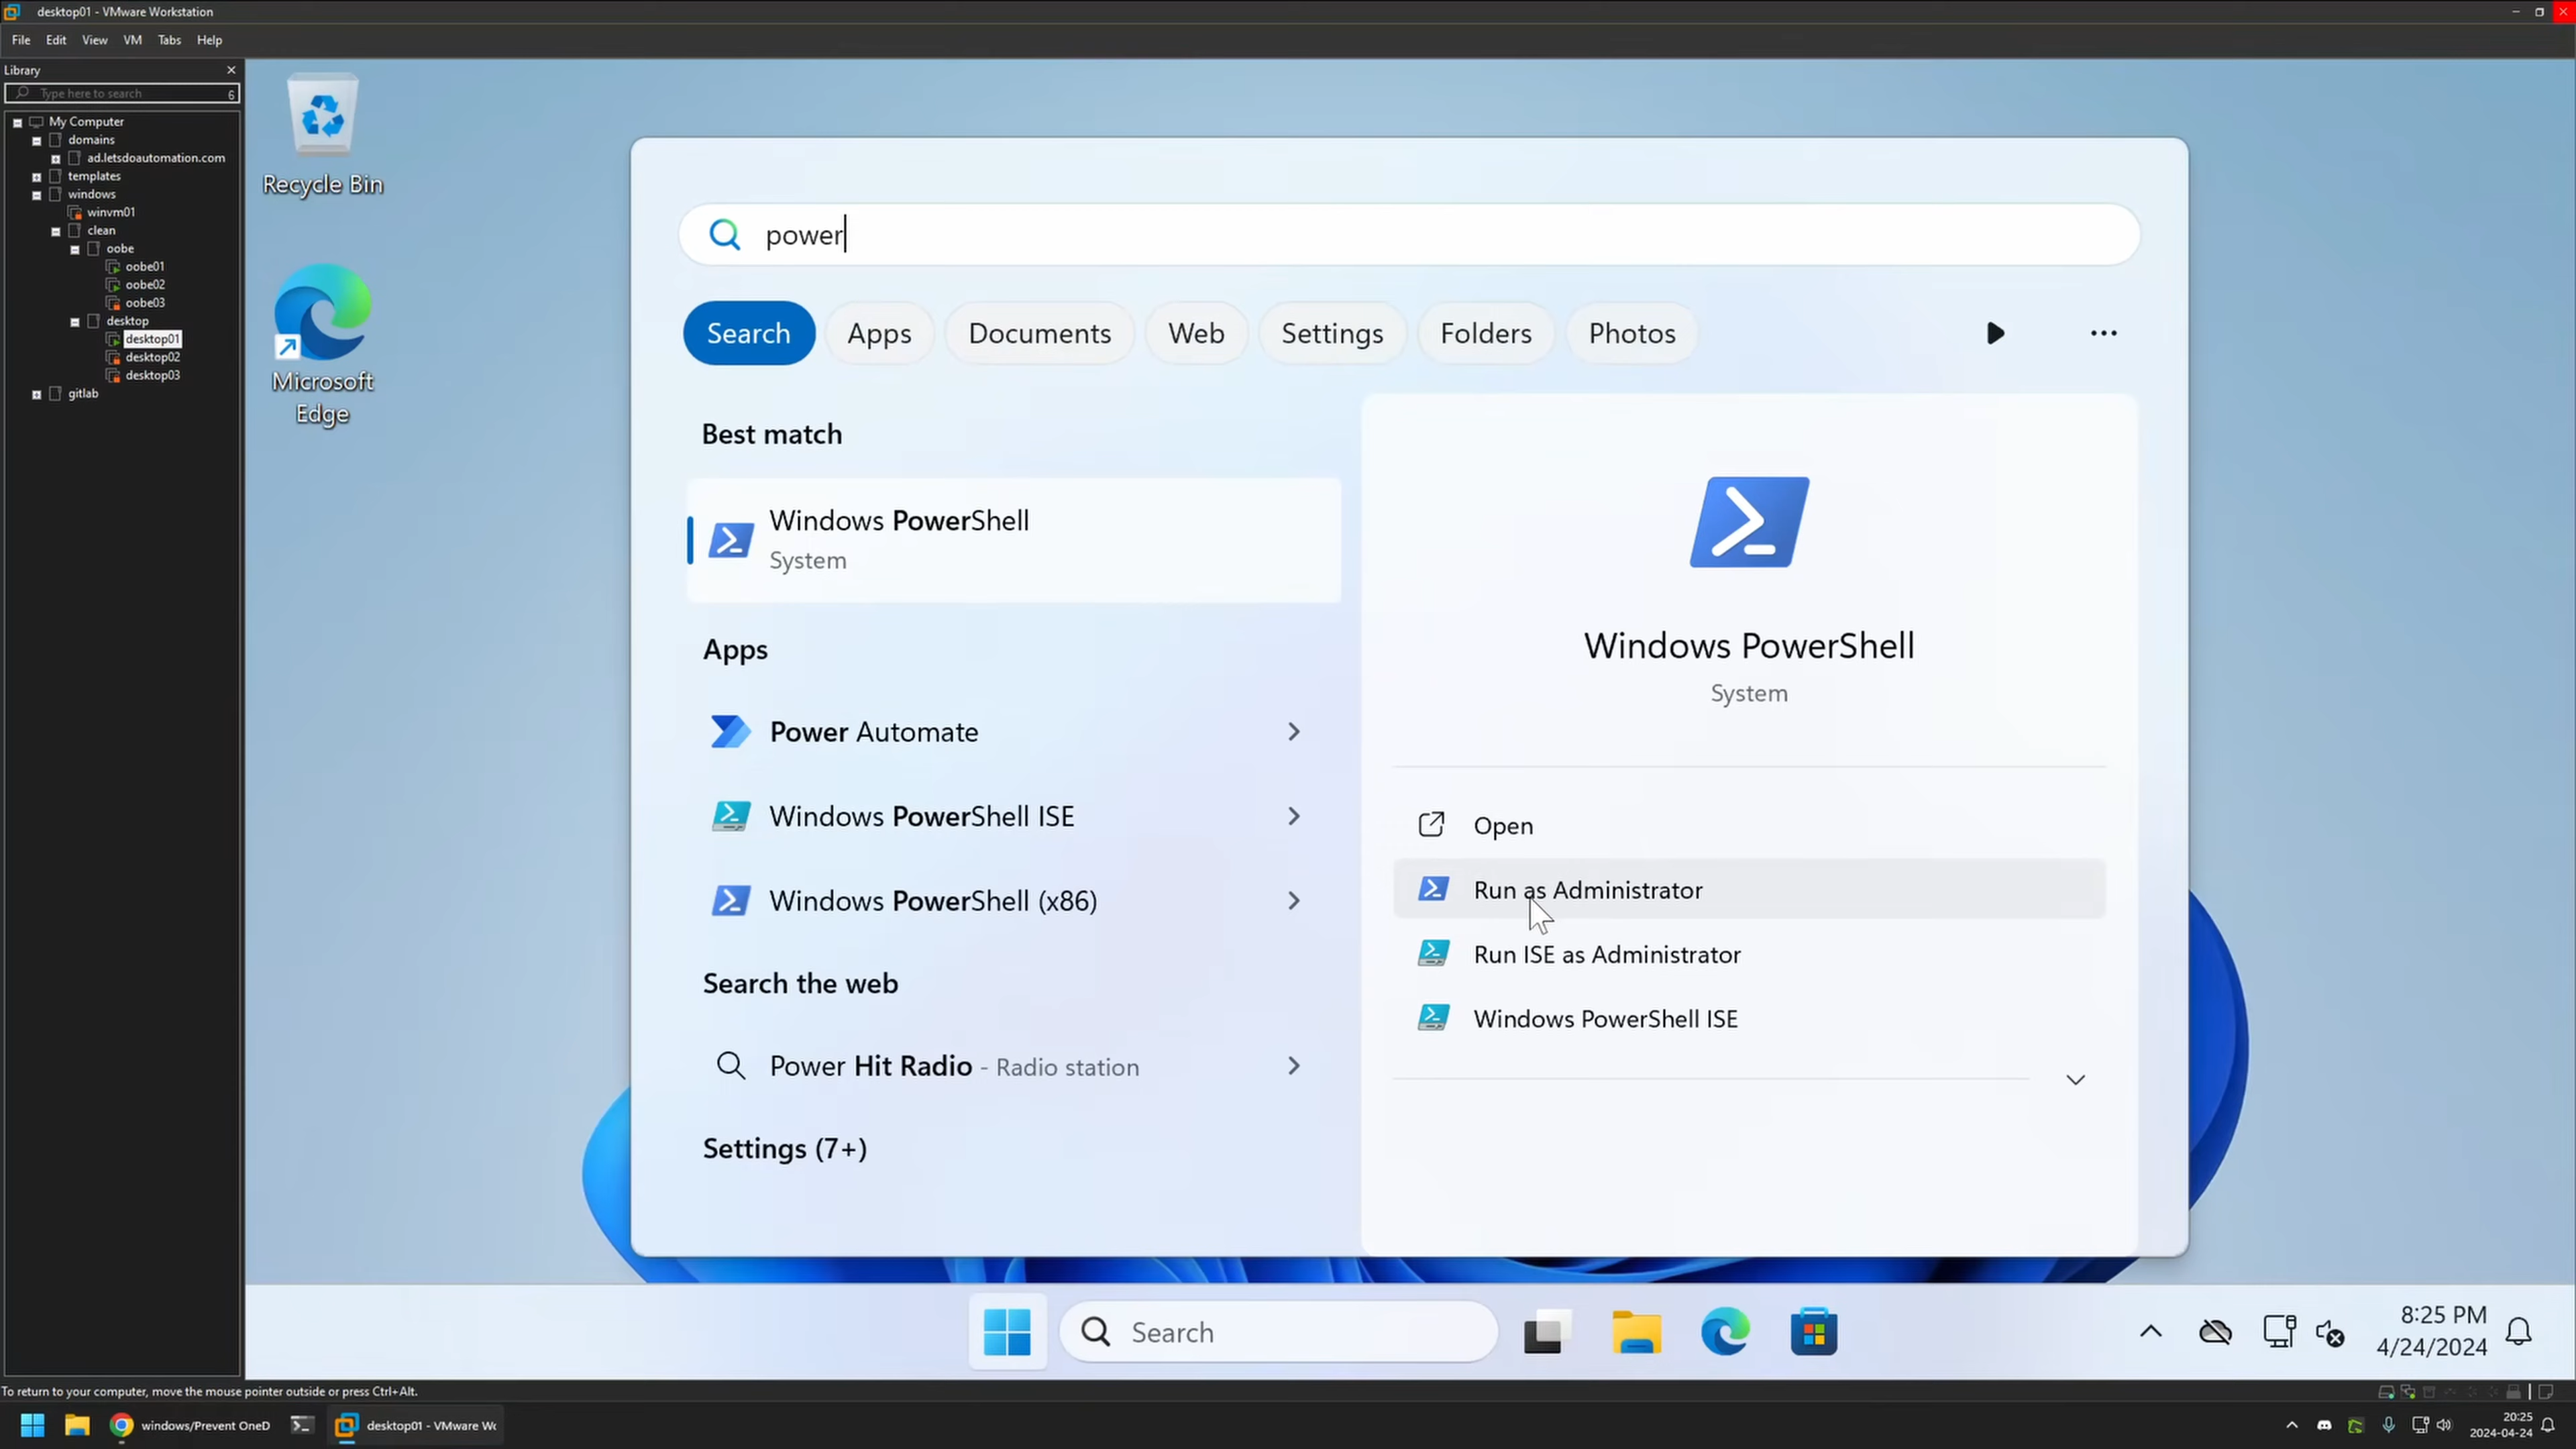 desktop01 - VMware Workstation
File Edit View VM Tabs Help
Library
Type here to search
6
My Computer
domains
ad.letsdoautomation.com
templates
windows
winvm01
clean
oobe
oobe01
oobe02
oobe03
desktop
desktop01
desktop02
desktop03
gitlab
Recycle Bin
Microsoft
Edge
power
Search Apps Documents Web Settings Folders Photos
Best match
Windows PowerShell
System
Apps
Power Automate
Windows PowerShell ISE
Windows PowerShell (x86)
Search the web
Power Hit Radio - Radio station
Settings (7+)
Windows PowerShell
System
Open
Run as Administrator
Run ISE as Administrator
Windows PowerShell ISE
Search
8:25 PM
4/24/2024
To return to your computer, move the mouse pointer outside or press Ctrl+Alt.
windows/Prevent OneD
desktop01 - VMware Wo
20:25
2024-04-24